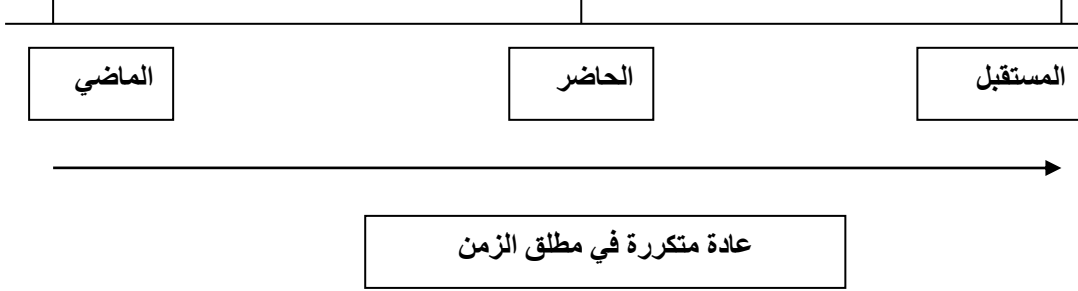 الماضي
الحاضر
المستقبل
عادة متكررة في مطلق الزمن